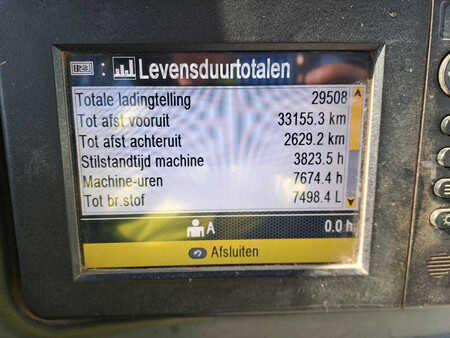 123 : Levensduurtotalen
Totale ladingtelling 29508
Tot afst vooruit 33155.3 km
Tot afst achteruit 2629.2 km
Stilstandtijd machine 3823.5 h
Machine-uren 7674.4 h
Tot br.stof 7498.4 L
A 0.0 h
Afsluiten